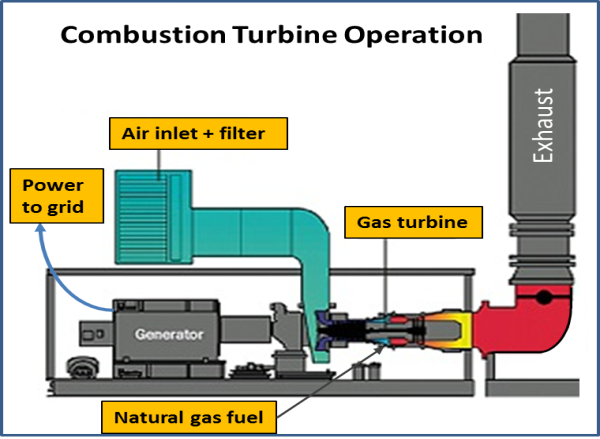 Combustion Turbine Operation
Air inlet + filter
Power
to grid
Gas turbine
Exhaust
Generator
Natural gas fuel